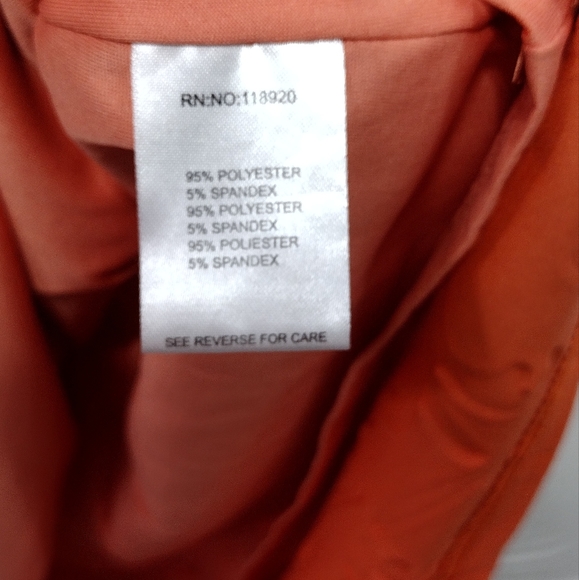 RN:NO:118920
95% POLYESTER
5% SPANDEX
95% POLYESTER
5% SPANDEX
95% POLIESTER
5% SPANDEX
SEE REVERSE FOR CARE